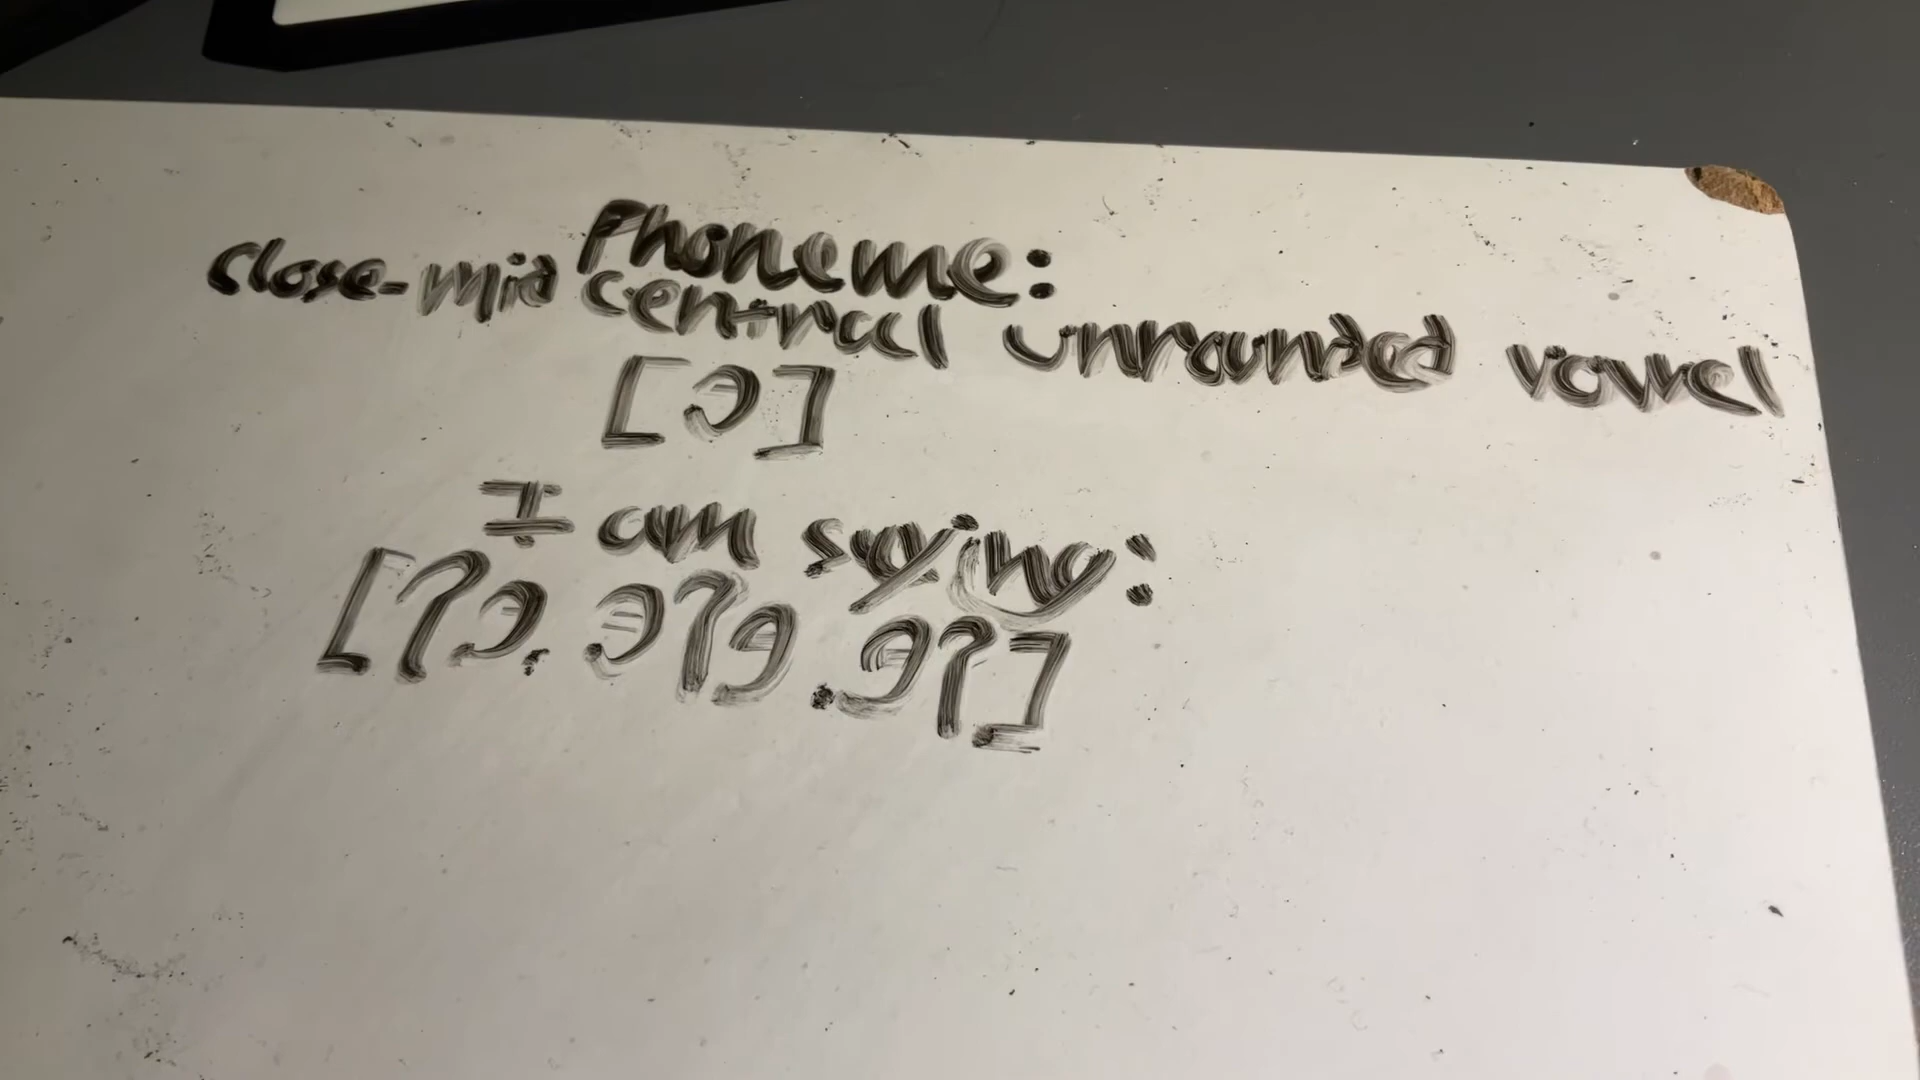 Phoneme:
Close-mid central unrounded vowel
[ɘ]
I am saying:
[ʔɘ.ɘʔɘ.ɘʔ]